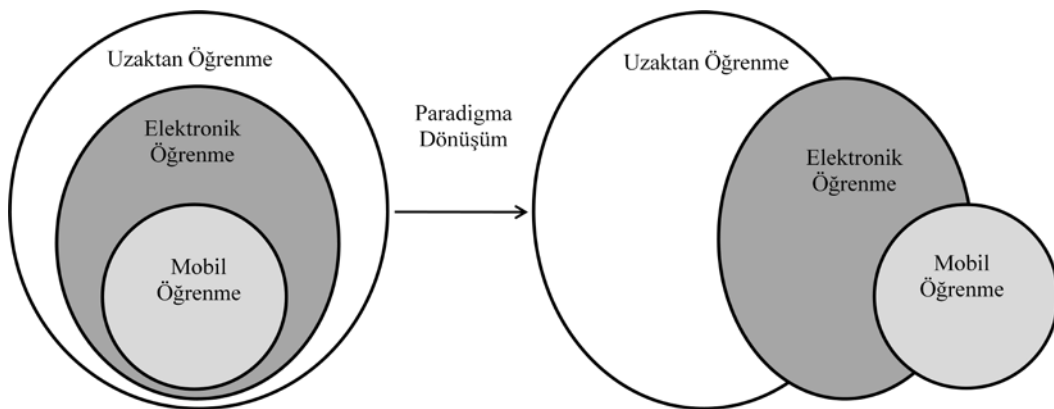 Uzaktan Öğrenme
Elektronik
Öğrenme
Mobil
Öğrenme
Paradigma
Dönüşüm
Uzaktan Öğrenme
Elektronik
Öğrenme
Mobil
Öğrenme